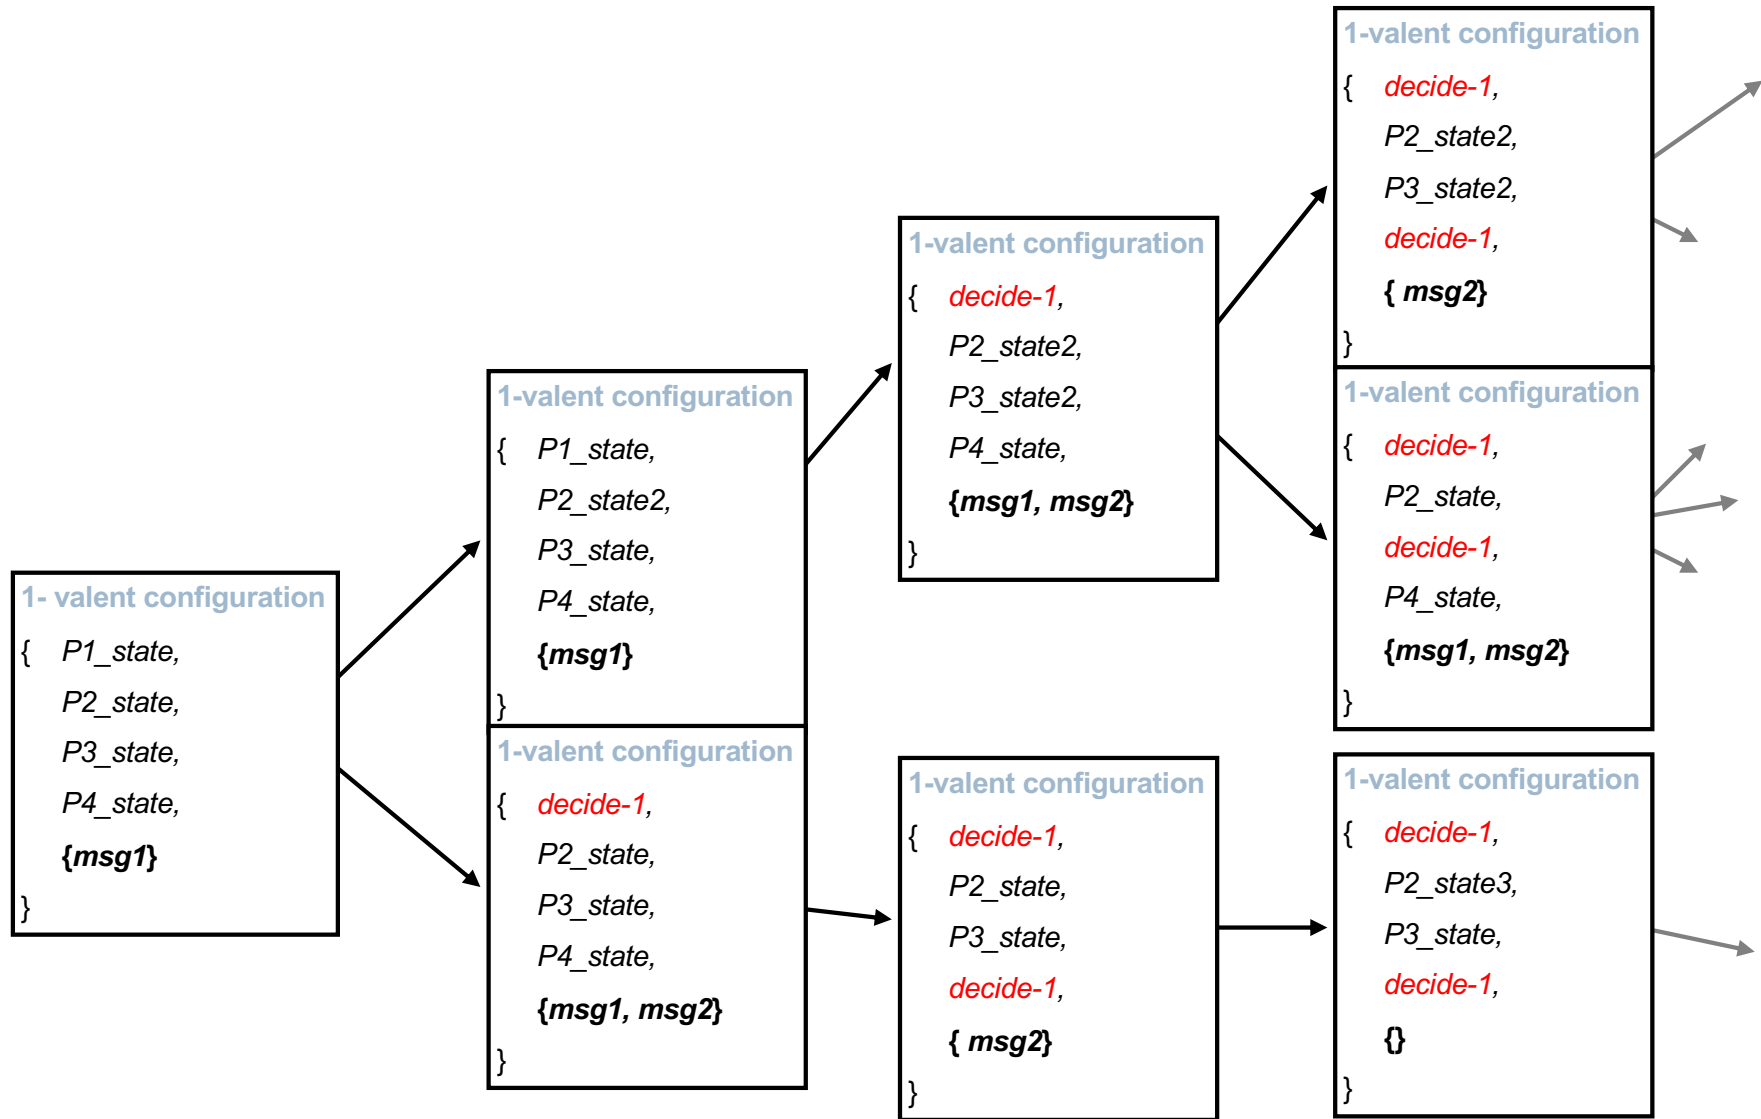 1- valent configuration
{ P1_state,
P2_state,
P3_state,
P4_state,
{msg1}
}
1-valent configuration
{ P1_state,
P2_state2,
P3_state,
P4_state,
{msg1}
}
1-valent configuration
{ decide-1,
P2_state,
P3_state,
P4_state,
{msg1, msg2}
}
1-valent configuration
{ decide-1,
P2_state2,
P3_state2,
P4_state,
{msg1, msg2}
}
1-valent configuration
{ decide-1,
P2_state,
P3_state,
decide-1,
{ msg2}
}
1-valent configuration
{ decide-1,
P2_state2,
P3_state2,
decide-1,
{ msg2}
}
1-valent configuration
{ decide-1,
P2_state,
decide-1,
P4_state,
{msg1, msg2}
}
1-valent configuration
{ decide-1,
P2_state3,
P3_state,
decide-1,
{}
}